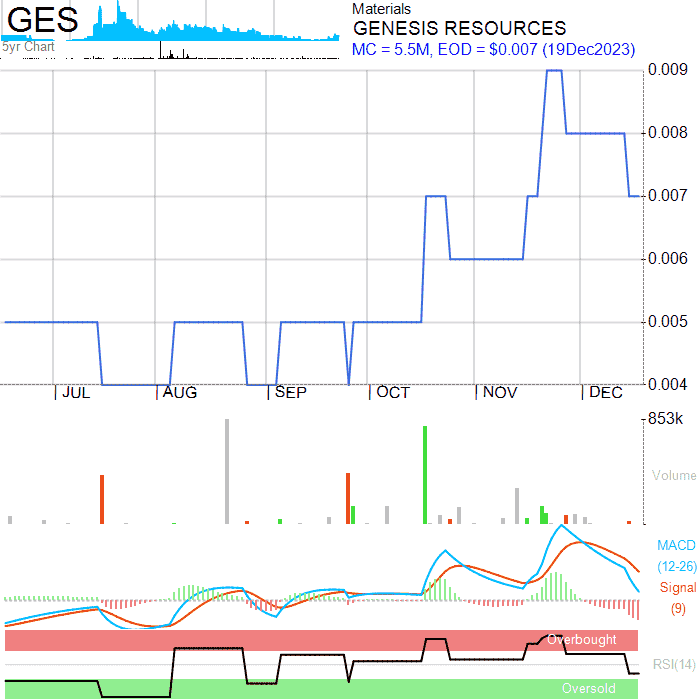 GES
5yr Chart
Materials
GENESIS RESOURCES
MC = 5.5M, EOD = $0.007 (19Dec2023)
0.009
0.008
0.007
0.006
0.005
0.004
JUL AUG SEP OCT NOV DEC
853k
Volume
MACD
(12-26)
Signal
(9)
Overbought
RSI(14)
Oversold